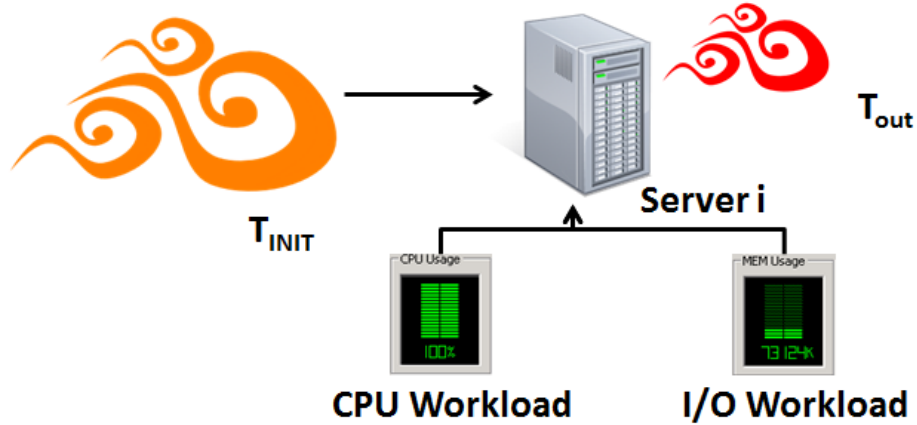 T_out
Server i
T_INIT
CPU Usage
MEM Usage
100%
73124K
CPU Workload
I/O Workload